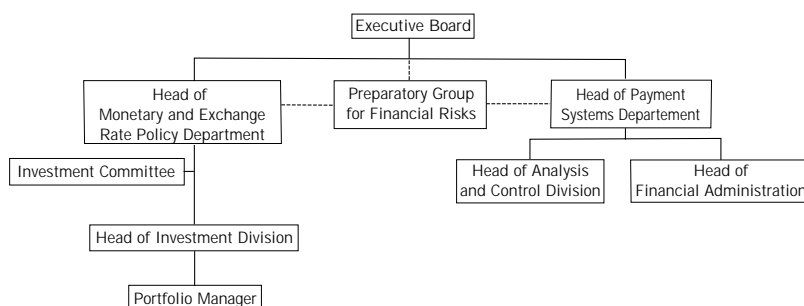 Executive Board
Head of
Monetary and Exchange
Rate Policy Department
Preparatory Group
for Financial Risks
Head of Payment
Systems Departement
Investment Committee
Head of Analysis
and Control Division
Head of
Financial Administration
Head of Investment Division
Portfolio Manager